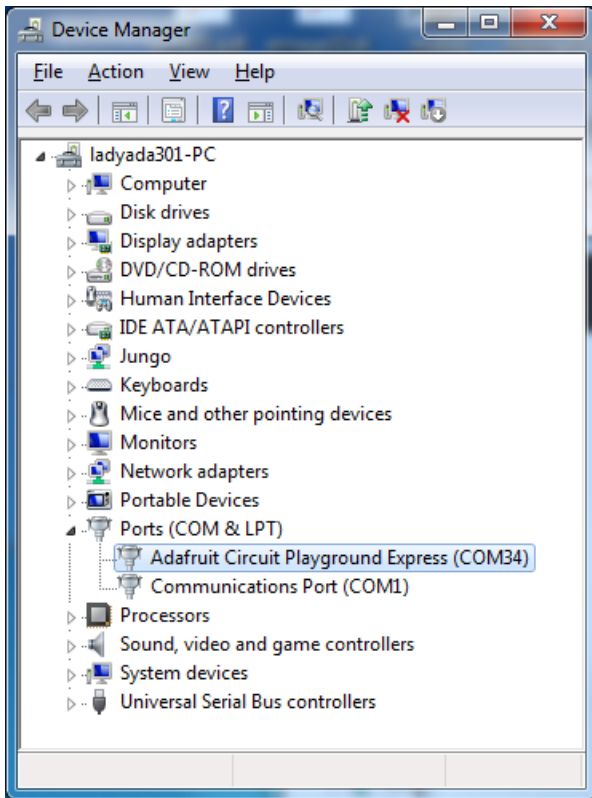 Device Manager
File Action View Help
ladyada301-PC
Computer
Disk drives
Display adapters
DVD/CD-ROM drives
Human Interface Devices
IDE ATA/ATAPI controllers
Jungo
Keyboards
Mice and other pointing devices
Monitors
Network adapters
Portable Devices
Ports (COM & LPT)
Adafruit Circuit Playground Express (COM34)
Communications Port (COM1)
Processors
Sound, video and game controllers
System devices
Universal Serial Bus controllers